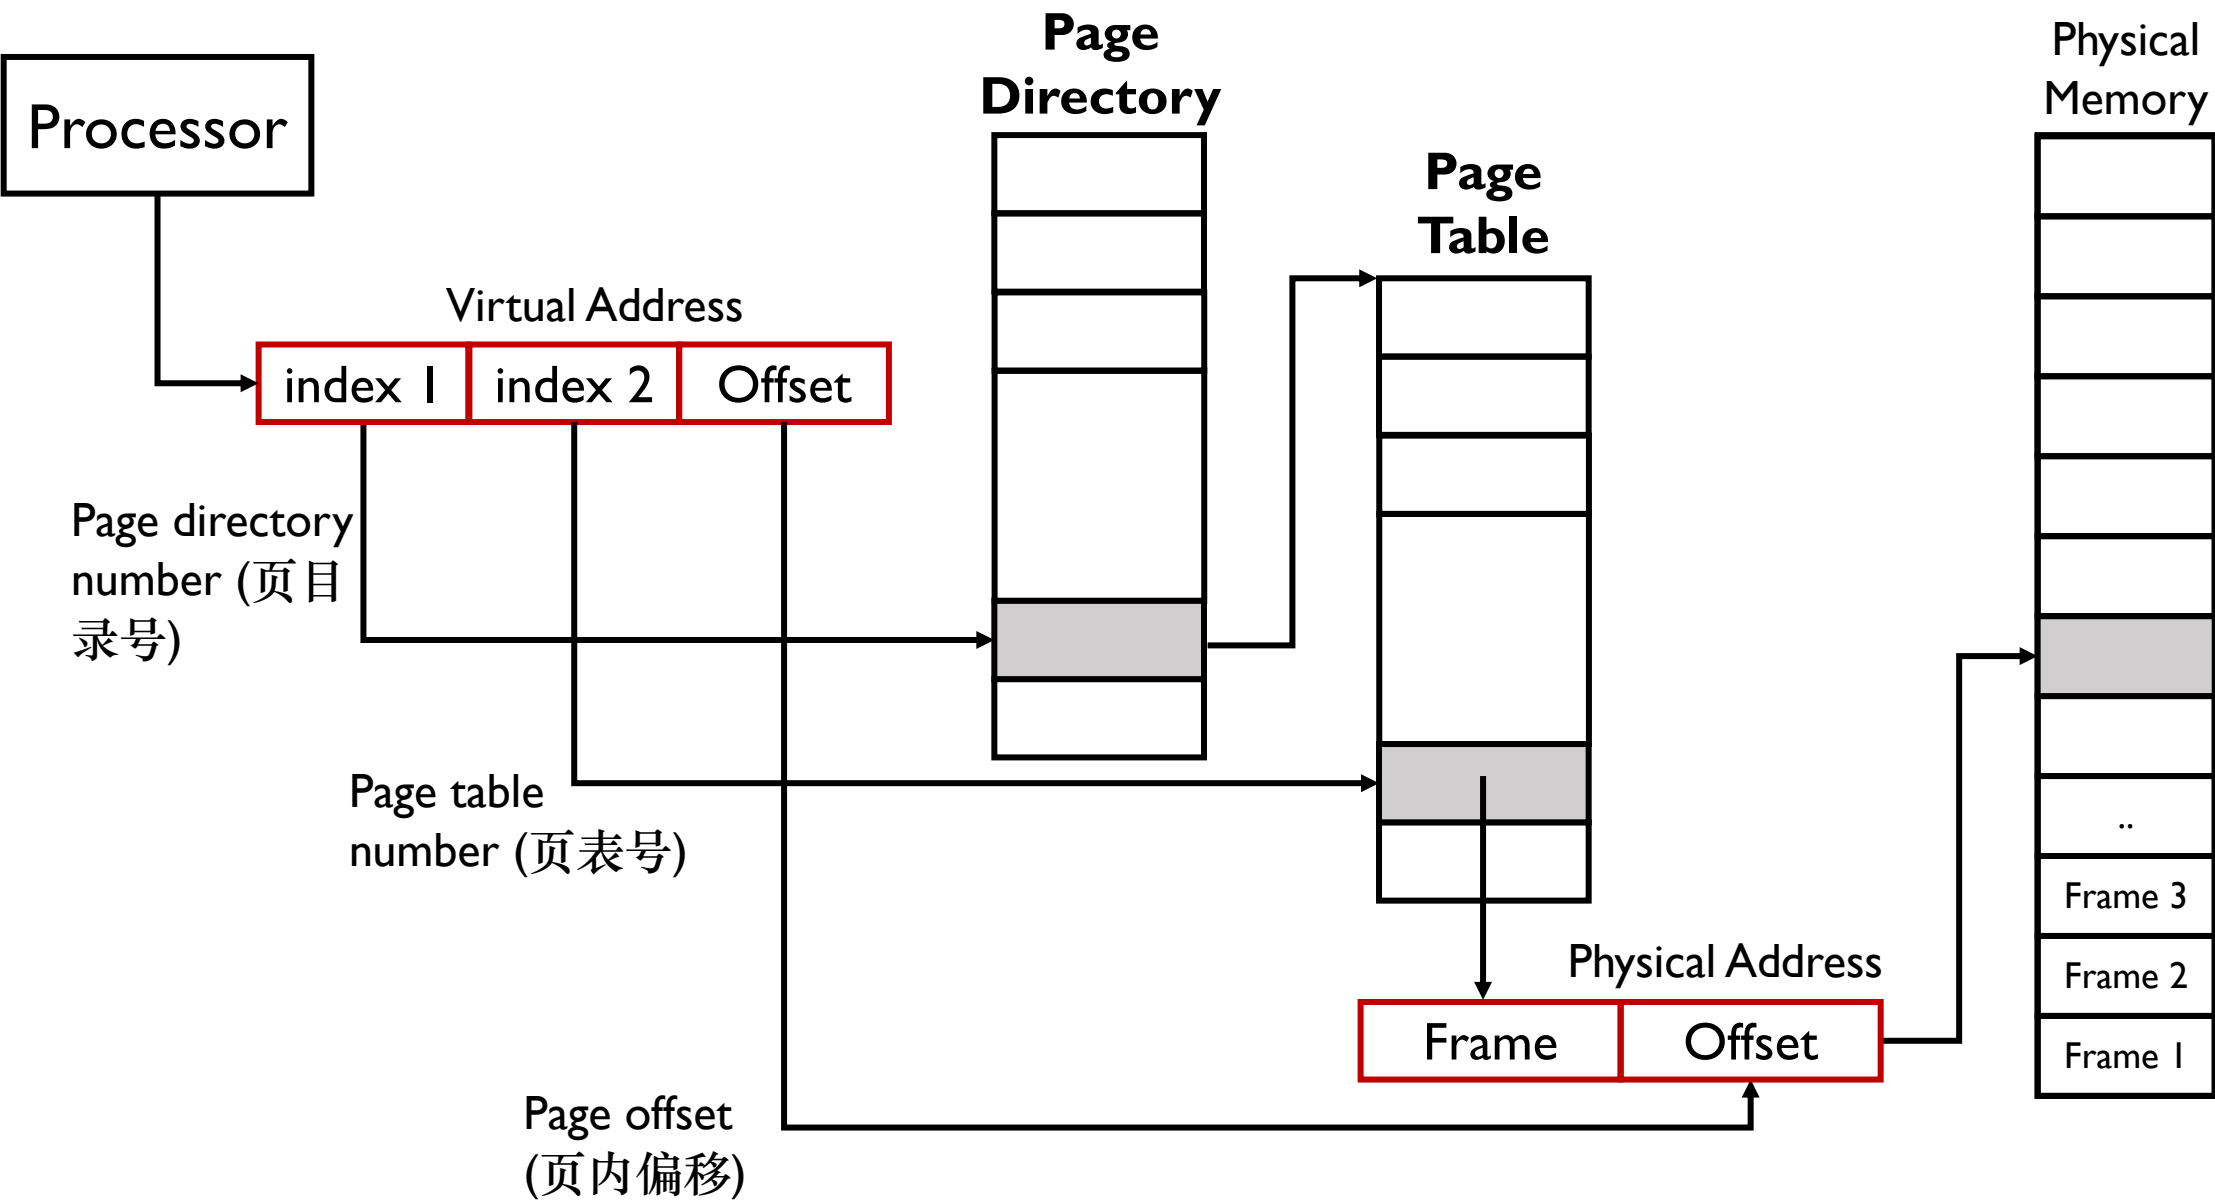 Page
Directory
Physical
Memory
Processor
Page
Table
Virtual Address
index 1
index 2
Offset
Page directory
number (页目
录号)
Page table
number (页表号)
..
Frame 3
Physical Address
Frame 2
Frame
Offset
Frame 1
Page offset
(页内偏移)